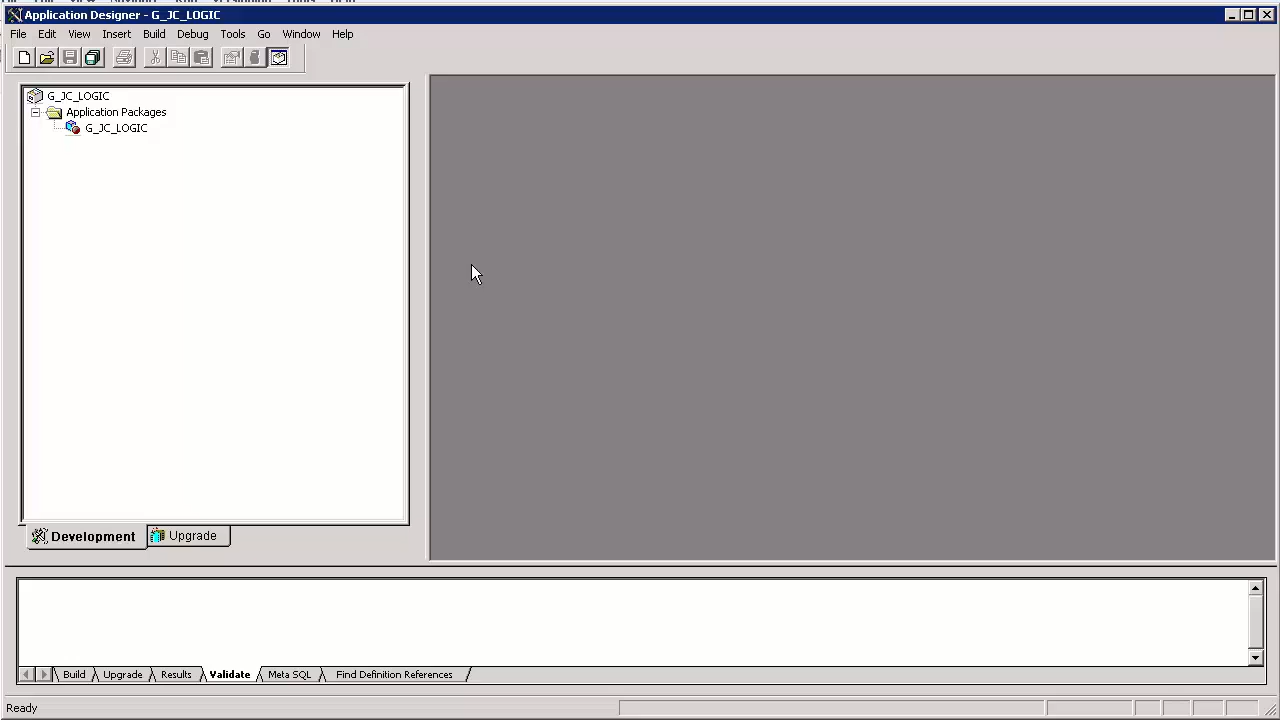 Application Designer - G_JC_LOGIC
File Edit View Insert Build Debug Tools Go Window Help
G_JC_LOGIC
Application Packages
G_JC_LOGIC
Development Upgrade
Build Upgrade Results Validate Meta SQL Find Definition References
Ready